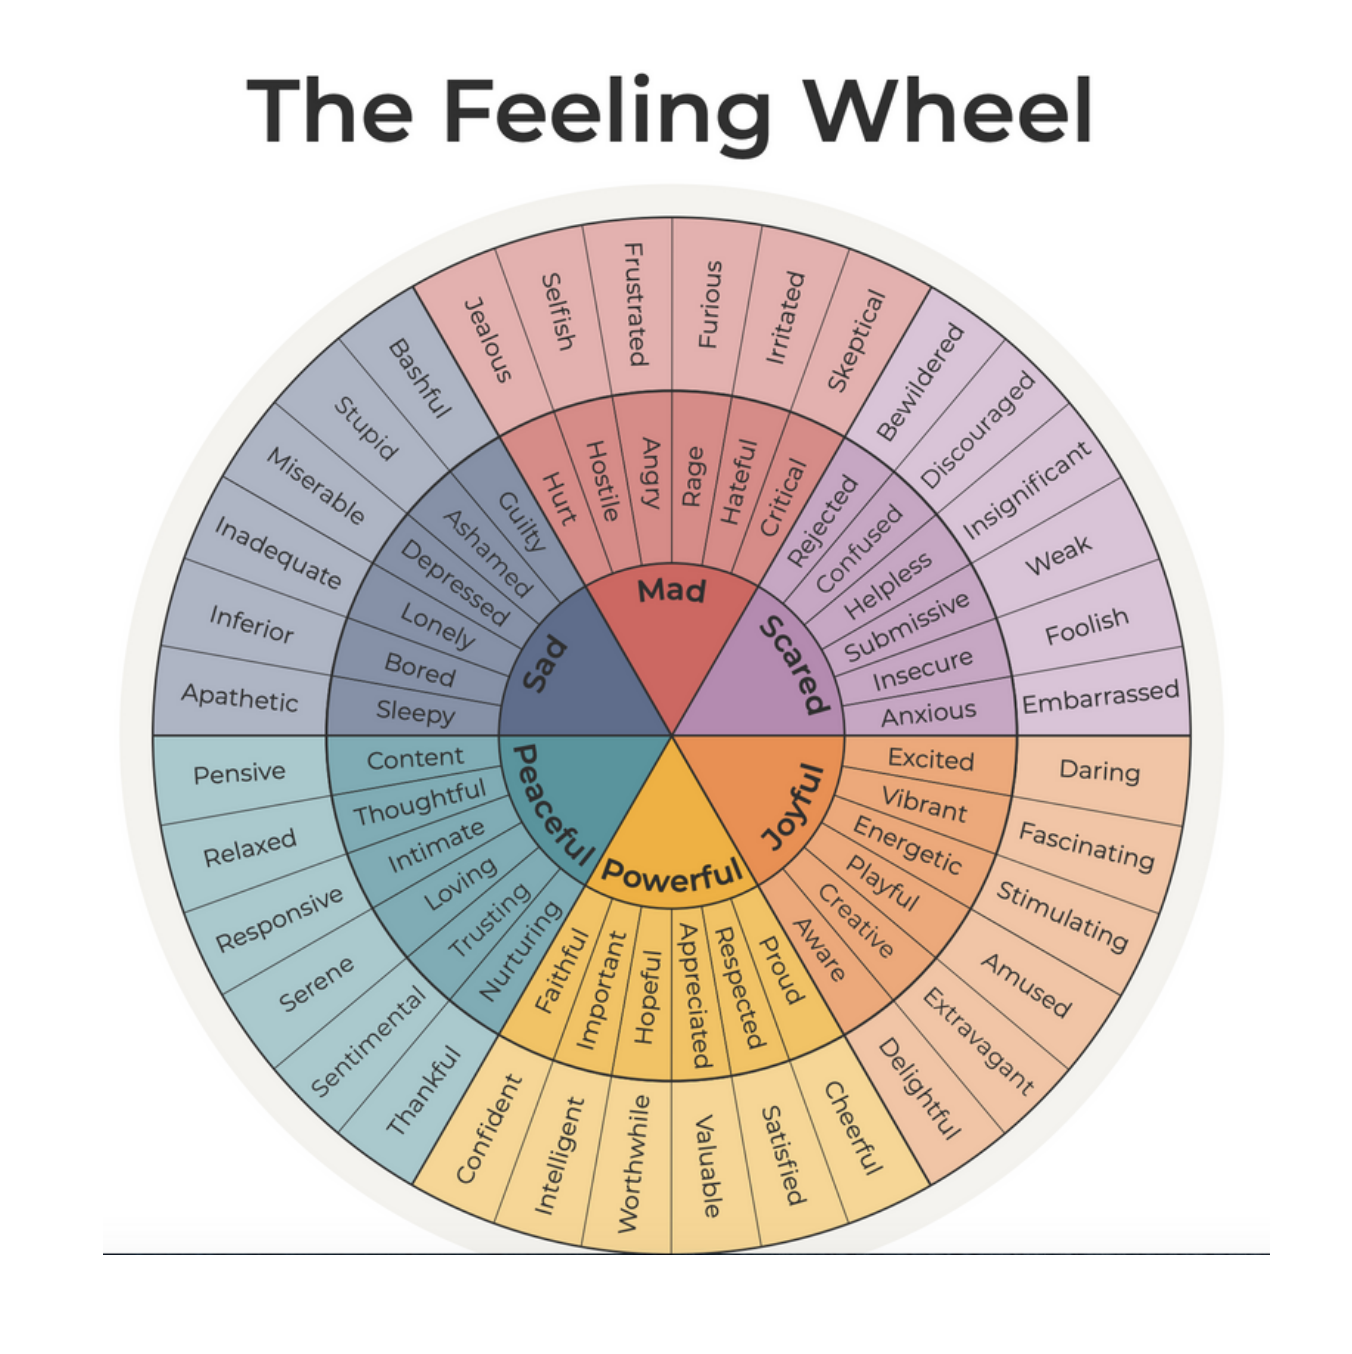 The Feeling Wheel
Mad
Hurt
Hostile
Angry
Rage
Hateful
Critical
Jealous
Selfish
Frustrated
Furious
Irritated
Skeptical
Scared
Rejected
Confused
Helpless
Submissive
Insecure
Anxious
Bewildered
Discouraged
Insignificant
Weak
Foolish
Embarrassed
Joyful
Excited
Vibrant
Energetic
Playful
Creative
Aware
Daring
Fascinating
Stimulating
Amused
Extravagant
Delightful
Powerful
Proud
Respected
Appreciated
Hopeful
Important
Faithful
Cheerful
Satisfied
Valuable
Worthwhile
Intelligent
Confident
Peaceful
Nurturing
Trusting
Loving
Intimate
Thoughtful
Content
Thankful
Sentimental
Serene
Responsive
Relaxed
Pensive
Sad
Sleepy
Bored
Lonely
Depressed
Ashamed
Guilty
Apathetic
Inferior
Inadequate
Miserable
Stupid
Bashful